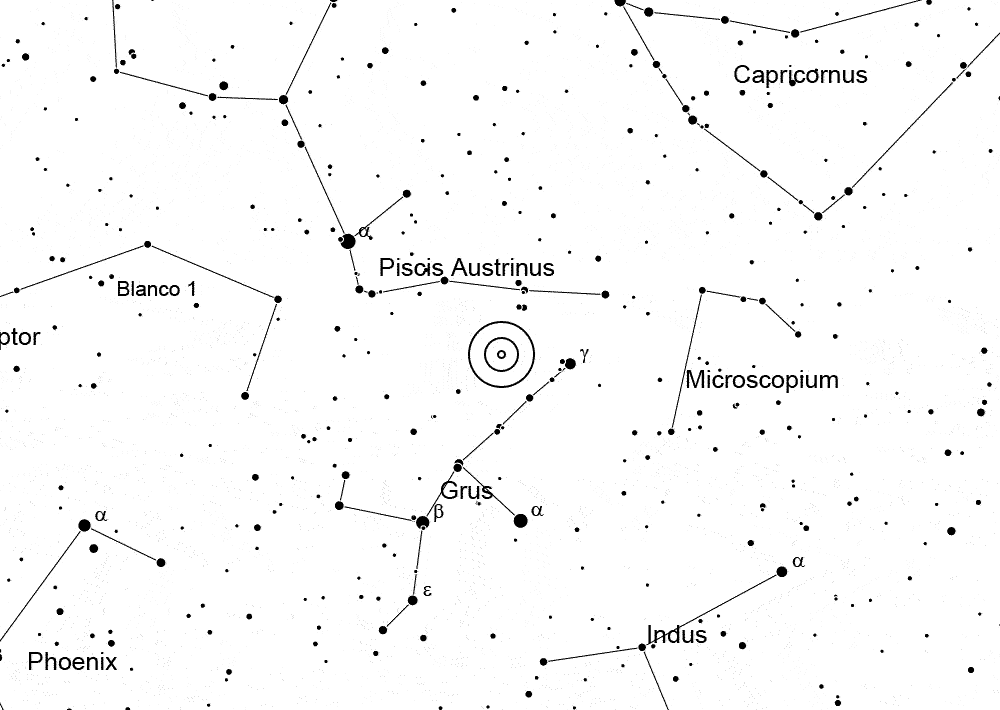 Capricornus
α
Piscis Austrinus
Blanco 1
ptor
γ
Microscopium
Grus
α
β
α
α
ε
Indus
Phoenix